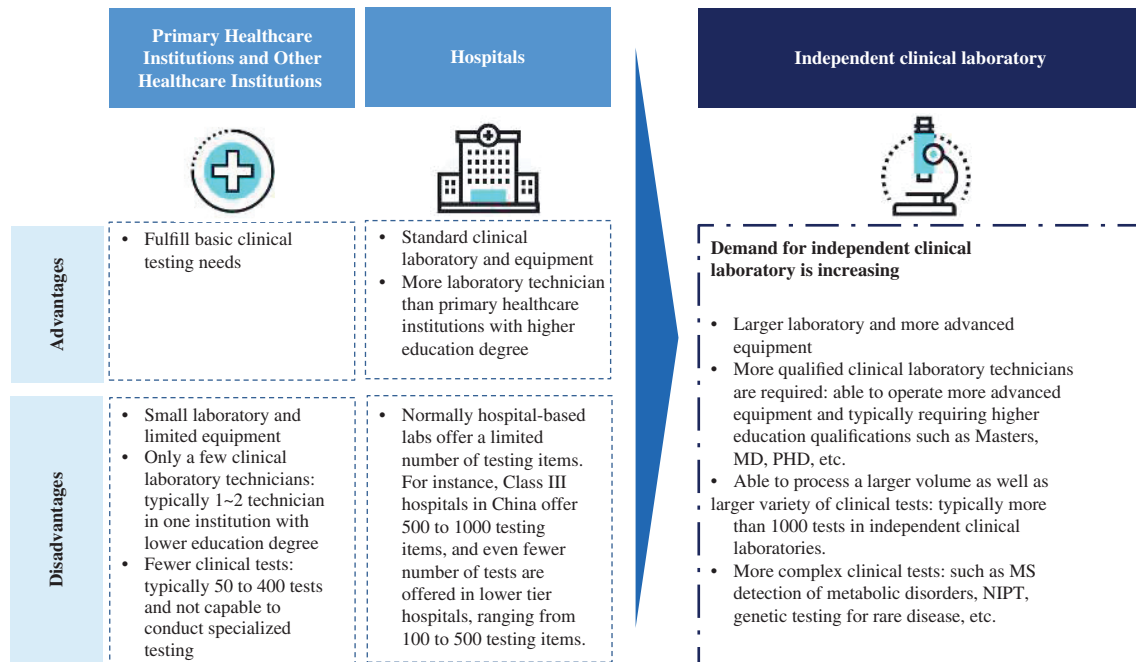 Primary Healthcare
Institutions and Other
Healthcare Institutions
Hospitals
Independent clinical laboratory
Advantages
• Fulfill basic clinical
testing needs
• Standard clinical
laboratory and equipment
• More laboratory technician
than primary healthcare
institutions with higher
education degree
Disadvantages
• Small laboratory and
limited equipment
• Only a few clinical
laboratory technicians:
typically 1~2 technician
in one institution with
lower education degree
• Fewer clinical tests:
typically 50 to 400 tests
and not capable to
conduct specialized
testing
• Normally hospital-based
labs offer a limited
number of testing items.
For instance, Class III
hospitals in China offer
500 to 1000 testing
items, and even fewer
number of tests are
offered in lower tier
hospitals, ranging from
100 to 500 testing items.
Demand for independent clinical
laboratory is increasing
• Larger laboratory and more advanced
equipment
• More qualified clinical laboratory technicians
are required: able to operate more advanced
equipment and typically requiring higher
education qualifications such as Masters,
MD, PHD, etc.
• Able to process a larger volume as well as
larger variety of clinical tests: typically more
than 1000 tests in independent clinical
laboratories.
• More complex clinical tests: such as MS
detection of metabolic disorders, NIPT,
genetic testing for rare disease, etc.